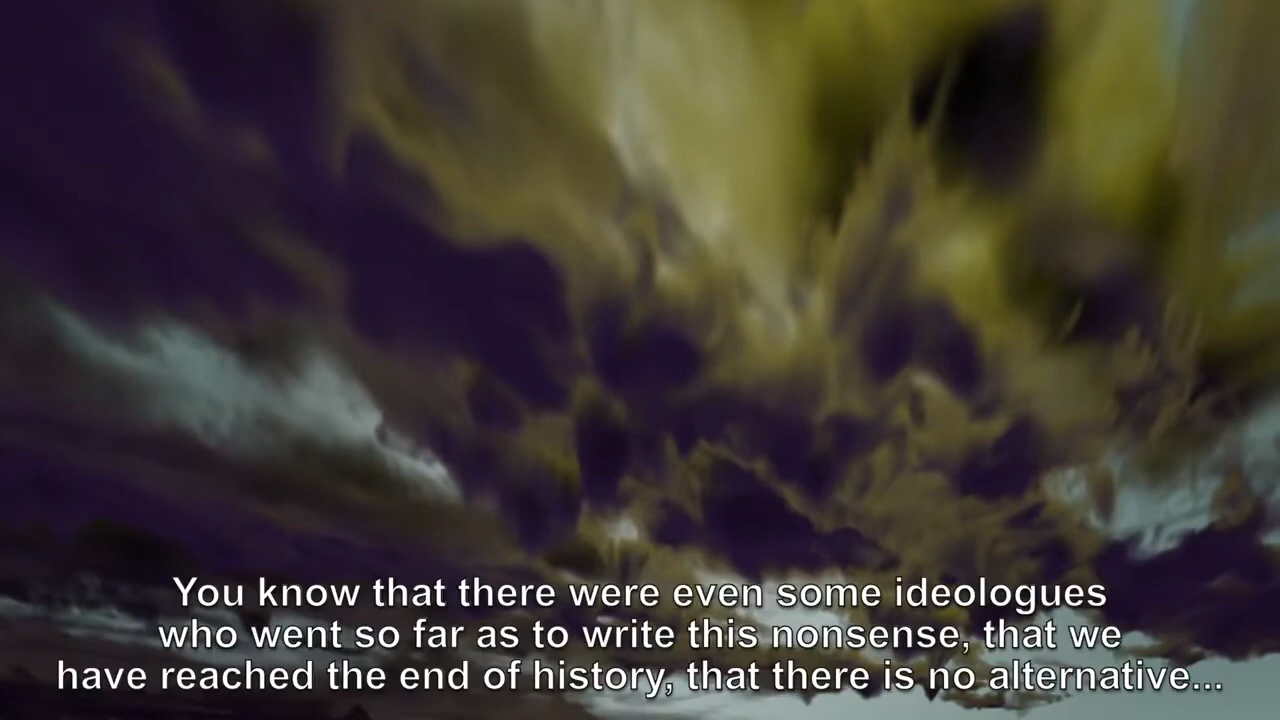 You know that there were even some ideologues
who went so far as to write this nonsense, that we
have reached the end of history, that there is no alternative...